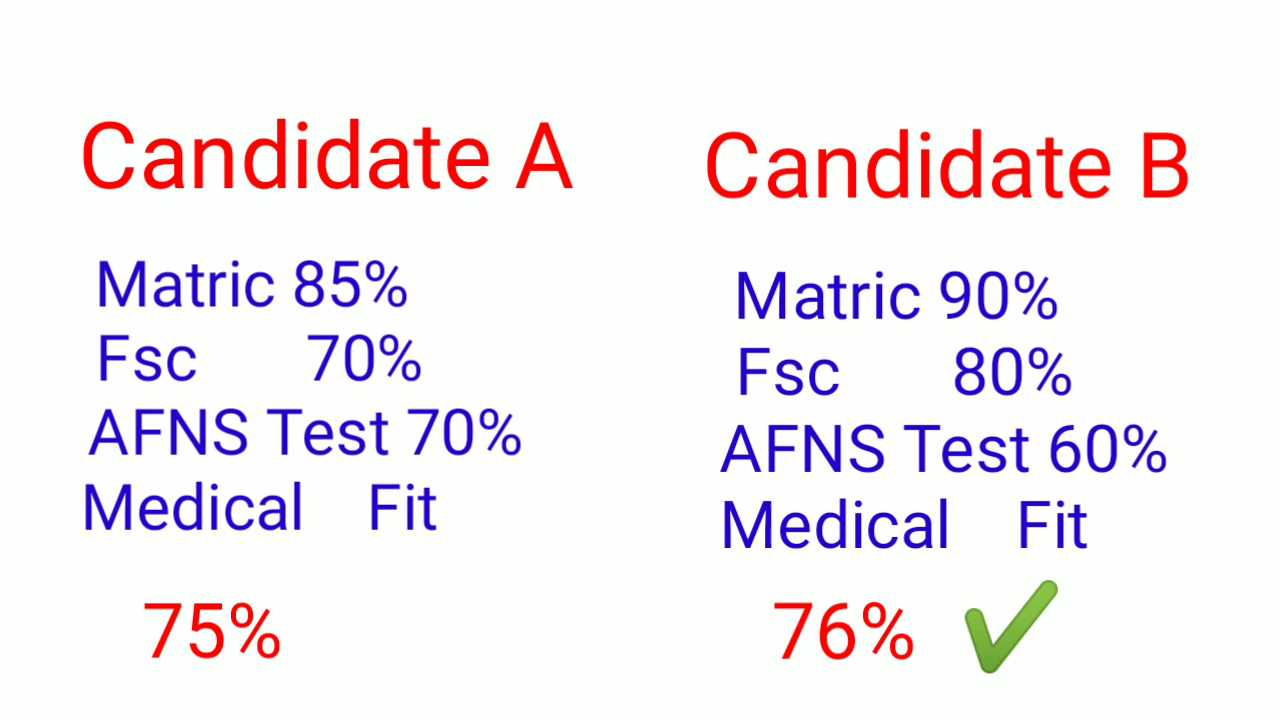 Candidate A
Matric 85%
Fsc 70%
AFNS Test 70%
Medical Fit
75%
Candidate B
Matric 90%
Fsc 80%
AFNS Test 60%
Medical Fit
76% ✔